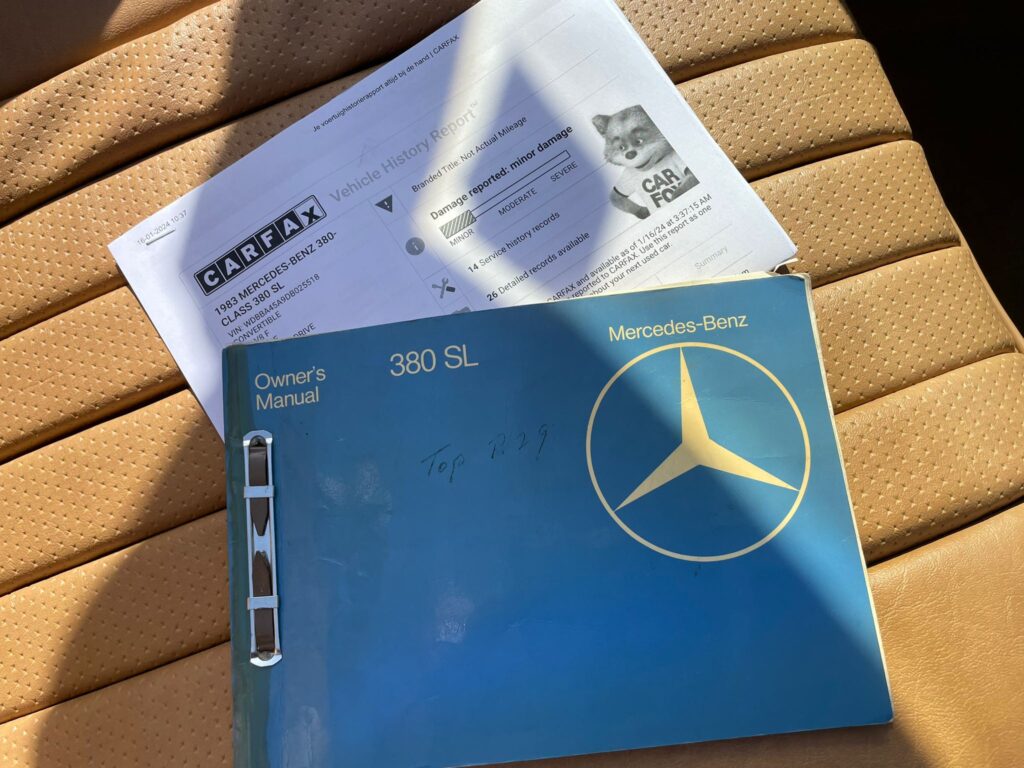 16-01-2024 10:37
Je voertuighistorierapport altijd bij de hand | CARFAX
CARFAX
Vehicle History Report™
1983 MERCEDES-BENZ 380-
CLASS 380 SL
CONVERTIBLE
DRIVE
Branded Title: Not Actual Mileage
Damage reported: minor damage
MINOR
MODERATE
SEVERE
14 Service history records
26 Detailed records available
CAR
FOX
CARFAX and available as of 1/16/24 at 3:37:15 AM
reported to CARFAX. Use this report as one
about your next used car.
Summary
Owner's
Manual
380 SL
Mercedes-Benz
Top P. 29